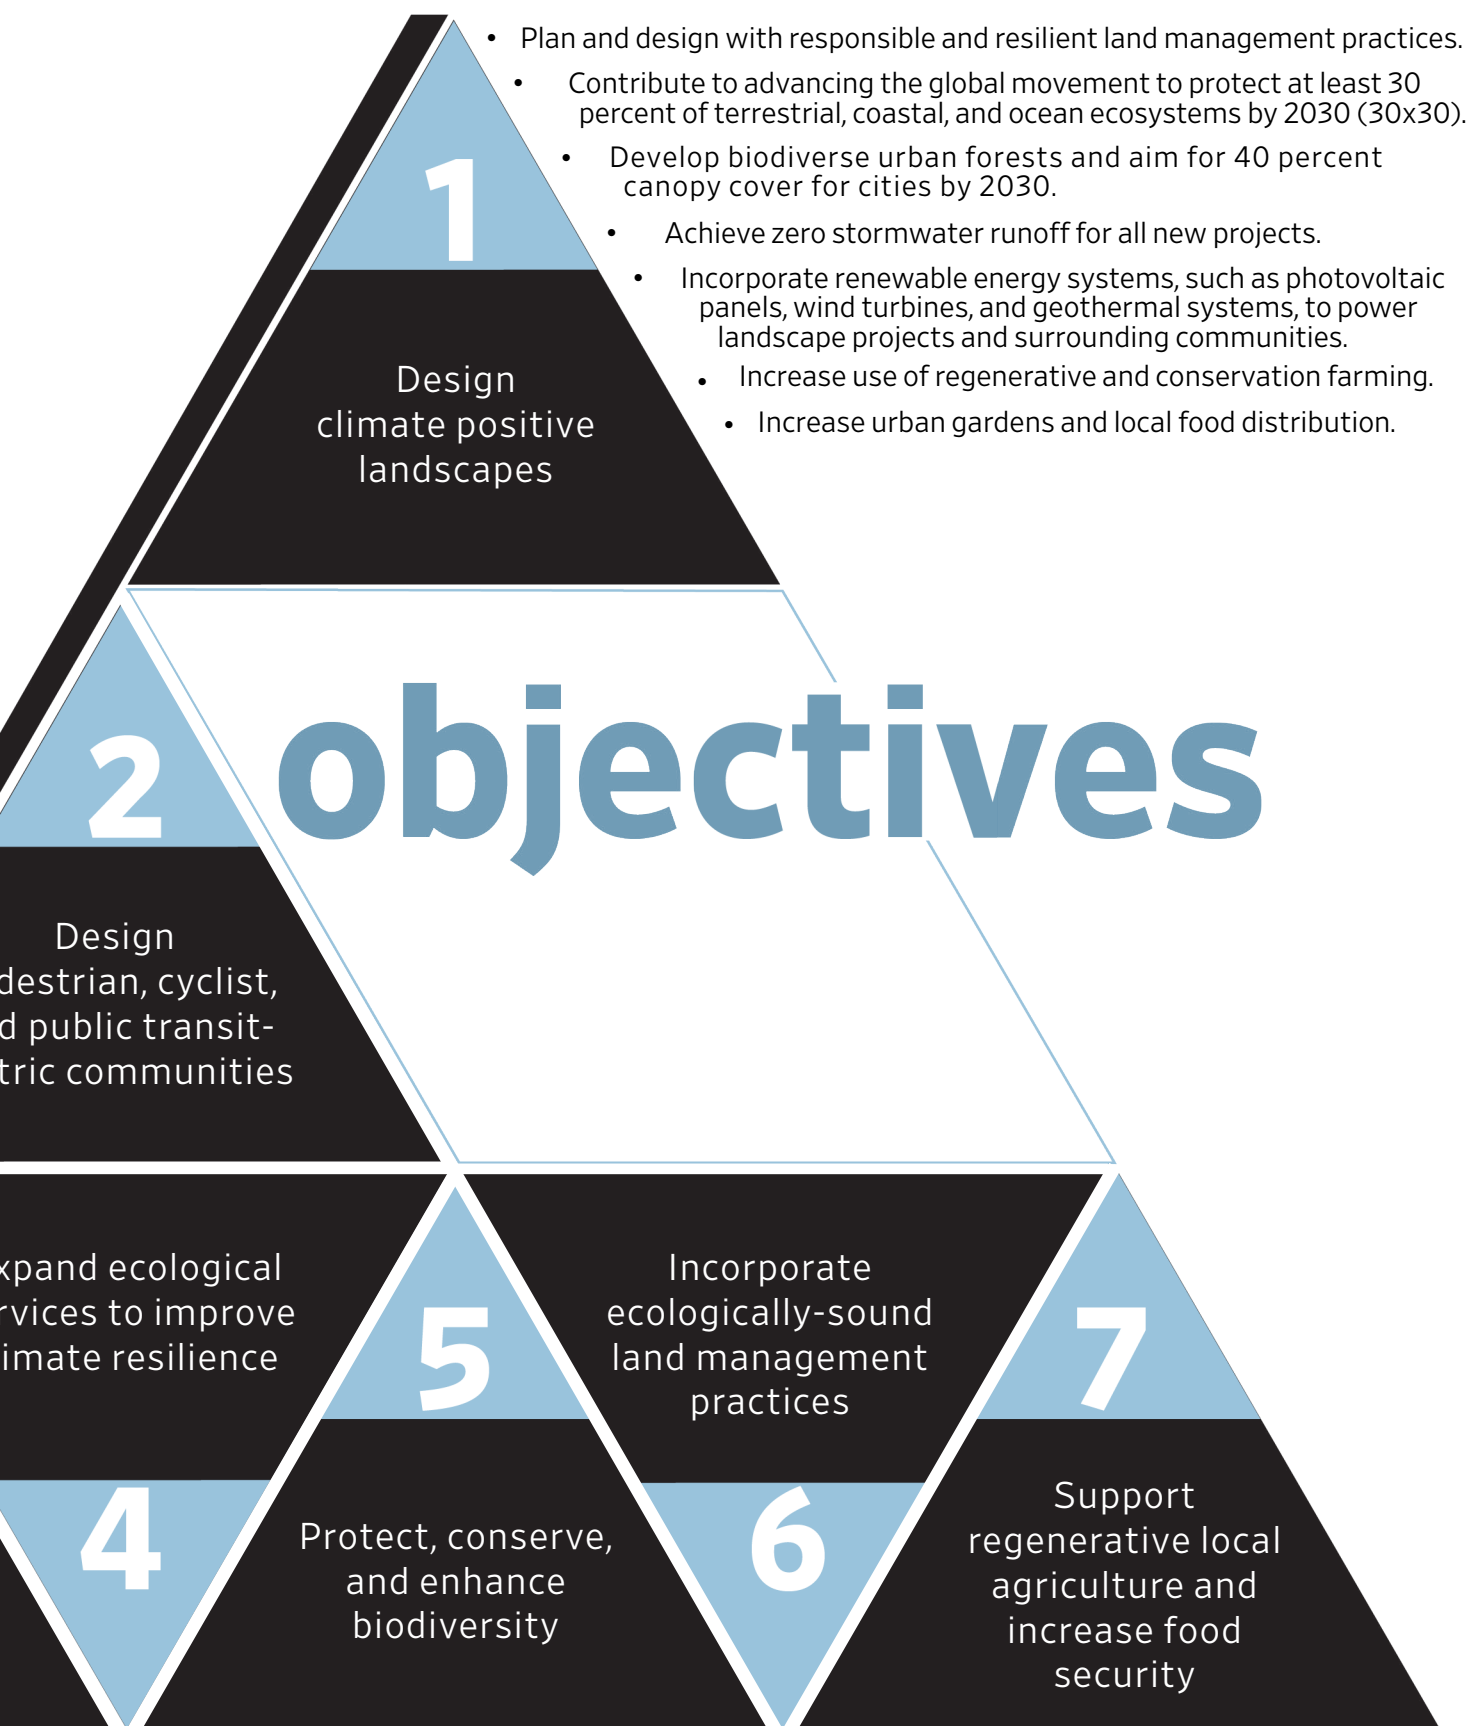 • Plan and design with responsible and resilient land management practices.
• Contribute to advancing the global movement to protect at least 30
percent of terrestrial, coastal, and ocean ecosystems by 2030 (30x30).
• Develop biodiverse urban forests and aim for 40 percent
canopy cover for cities by 2030.
• Achieve zero stormwater runoff for all new projects.
• Incorporate renewable energy systems, such as photovoltaic
panels, wind turbines, and geothermal systems, to power
landscape projects and surrounding communities.
• Increase use of regenerative and conservation farming.
• Increase urban gardens and local food distribution.
1
Design
climate positive
landscapes
objectives
2
Design
destrian, cyclist,
d public transit-
tric communities
xpand ecological
rvices to improve
imate resilience
4
5
Protect, conserve,
and enhance
biodiversity
Incorporate
ecologically-sound
land management
practices
6
7
Support
regenerative local
agriculture and
increase food
security